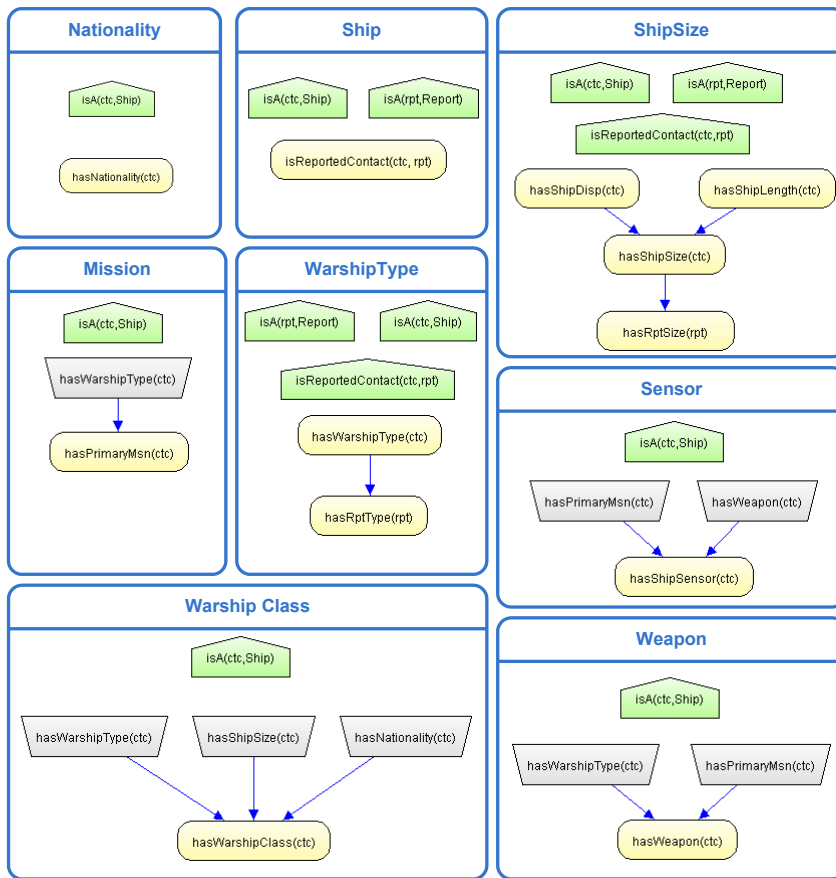 Nationality
isA(ctc,Ship)
hasNationality(ctc)
Ship
isA(ctc,Ship)
isA(rpt,Report)
isReportedContact(ctc, rpt)
ShipSize
isA(ctc,Ship)
isA(rpt,Report)
isReportedContact(ctc,rpt)
hasShipDisp(ctc)
hasShipLength(ctc)
hasShipSize(ctc)
hasRptSize(rpt)
Mission
isA(ctc,Ship)
hasWarshipType(ctc)
hasPrimaryMsn(ctc)
WarshipType
isA(rpt,Report)
isA(ctc,Ship)
isReportedContact(ctc,rpt)
hasWarshipType(ctc)
hasRptType(rpt)
Sensor
isA(ctc,Ship)
hasPrimaryMsn(ctc)
hasWeapon(ctc)
hasShipSensor(ctc)
Warship Class
isA(ctc,Ship)
hasWarshipType(ctc)
hasShipSize(ctc)
hasNationality(ctc)
hasWarshipClass(ctc)
Weapon
isA(ctc,Ship)
hasWarshipType(ctc)
hasPrimaryMsn(ctc)
hasWeapon(ctc)